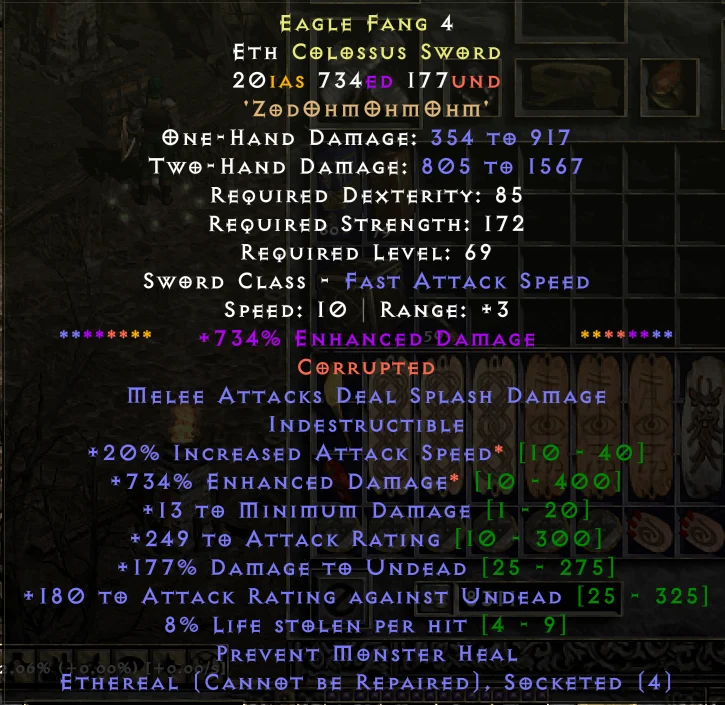 Eagle Fang 4
Eth Colossus Sword
20ias 734ed 177und
'ZodOhmOhmOhm'
One-Hand Damage: 354 to 917
Two-Hand Damage: 805 to 1567
Required Dexterity: 85
Required Strength: 172
Required Level: 69
Sword Class - Fast Attack Speed
Speed: 10 | Range: +3
******** +734% Enhanced Damage ********
Corrupted
Melee Attacks Deal Splash Damage
Indestructible
+20% Increased Attack Speed* [10 - 40]
+734% Enhanced Damage* [10 - 400]
+13 to Minimum Damage [1 - 20]
+249 to Attack Rating [10 - 300]
+177% Damage to Undead [25 - 275]
+180 to Attack Rating against Undead [25 - 325]
8% Life stolen per hit [4 - 9]
Prevent Monster Heal
Ethereal (Cannot be Repaired), Socketed (4)